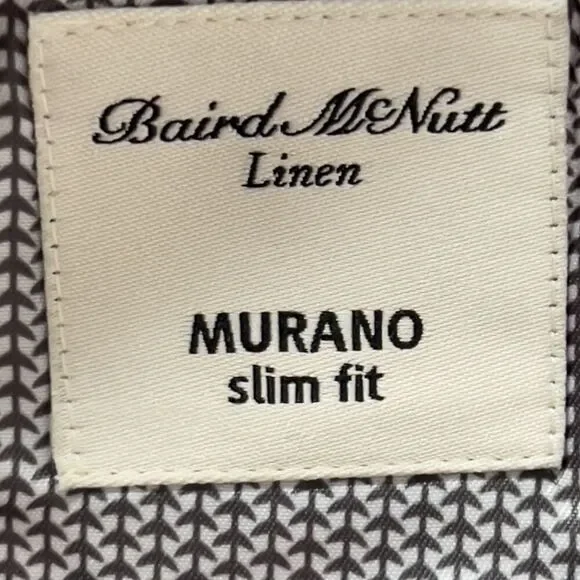 Baird McNutt
Linen
MURANO
slim fit